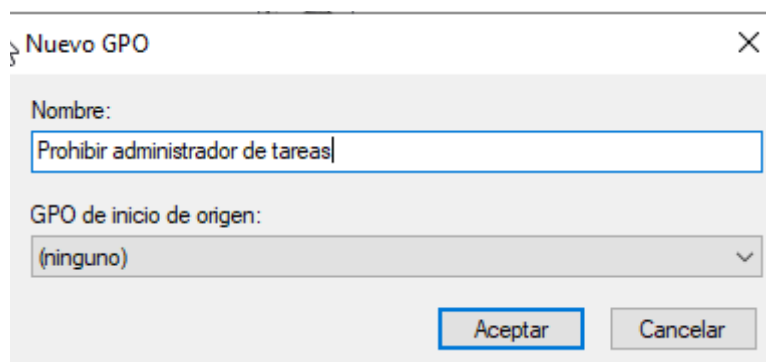 Nuevo GPO
Nombre:
Prohibir administrador de tareas
GPO de inicio de origen:
(ninguno)
Aceptar Cancelar